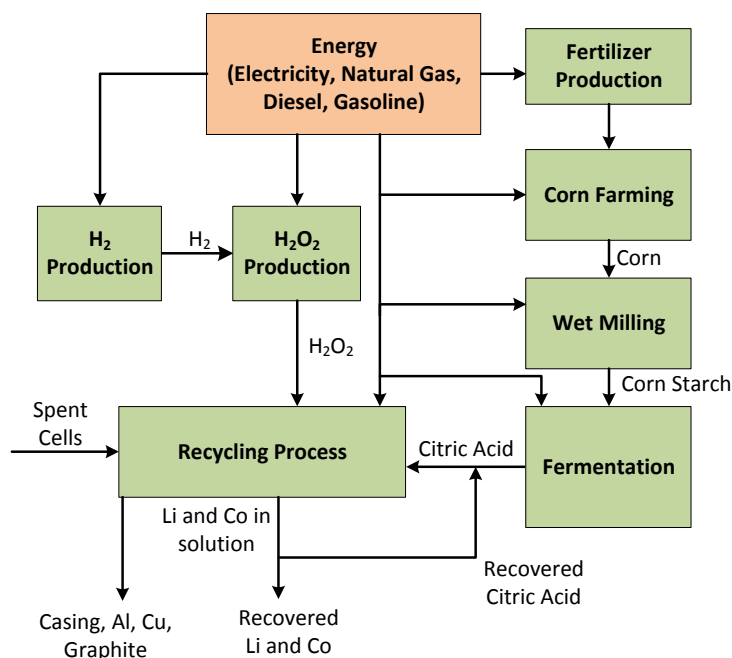 Energy
(Electricity, Natural Gas,
Diesel, Gasoline)
Fertilizer
Production
Corn Farming
H₂
Production
H₂
H₂O₂
Production
Corn
Wet Milling
H₂O₂
Corn Starch
Spent
Cells
Recycling Process
Citric Acid
Fermentation
Li and Co in
solution
Recovered
Citric Acid
Casing, Al, Cu,
Graphite
Recovered
Li and Co